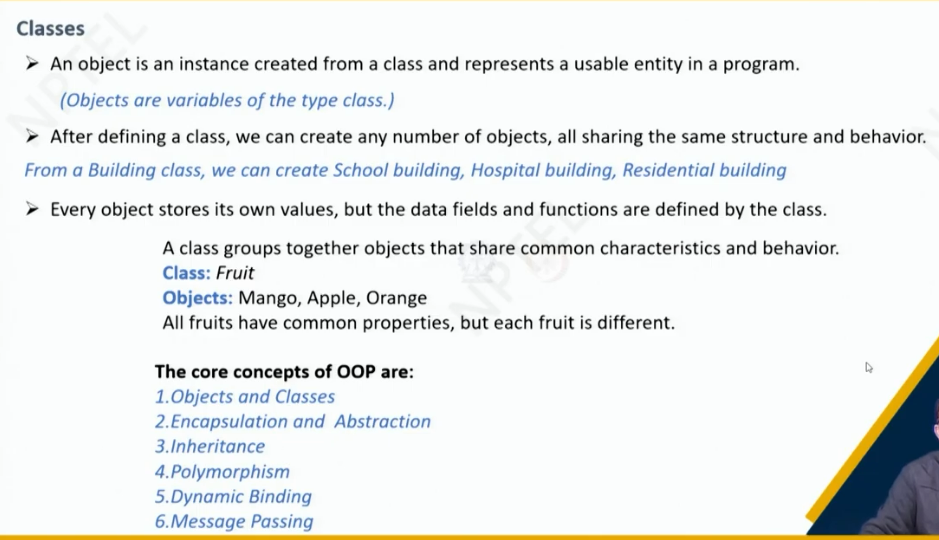 Classes
➢ An object is an instance created from a class and represents a usable entity in a program.
(Objects are variables of the type class.)
➢ After defining a class, we can create any number of objects, all sharing the same structure and behavior.
From a Building class, we can create School building, Hospital building, Residential building
➢ Every object stores its own values, but the data fields and functions are defined by the class.
A class groups together objects that share common characteristics and behavior.
Class: Fruit
Objects: Mango, Apple, Orange
All fruits have common properties, but each fruit is different.
The core concepts of OOP are:
1.Objects and Classes
2.Encapsulation and Abstraction
3.Inheritance
4.Polymorphism
5.Dynamic Binding
6.Message Passing
NPTEL
NPTEL